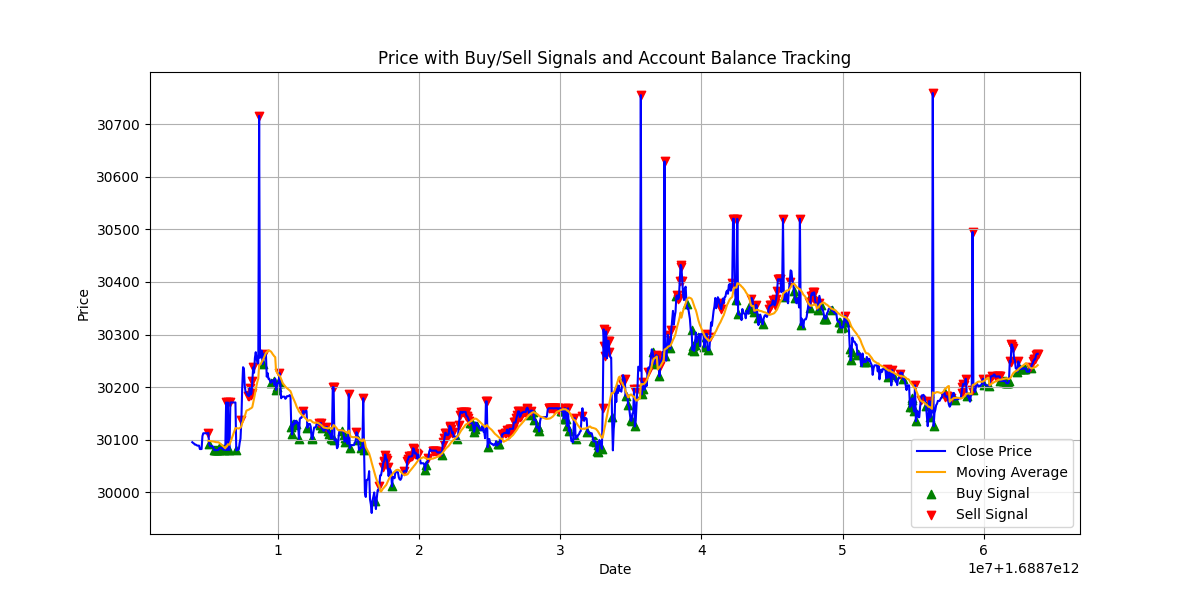 Price with Buy/Sell Signals and Account Balance Tracking
30700
30600
30500
30400
30300
30200
30100
30000
Price
Close Price
Moving Average
Buy Signal
Sell Signal
1
2
3
4
5
6
Date
1e7+1.6887e12